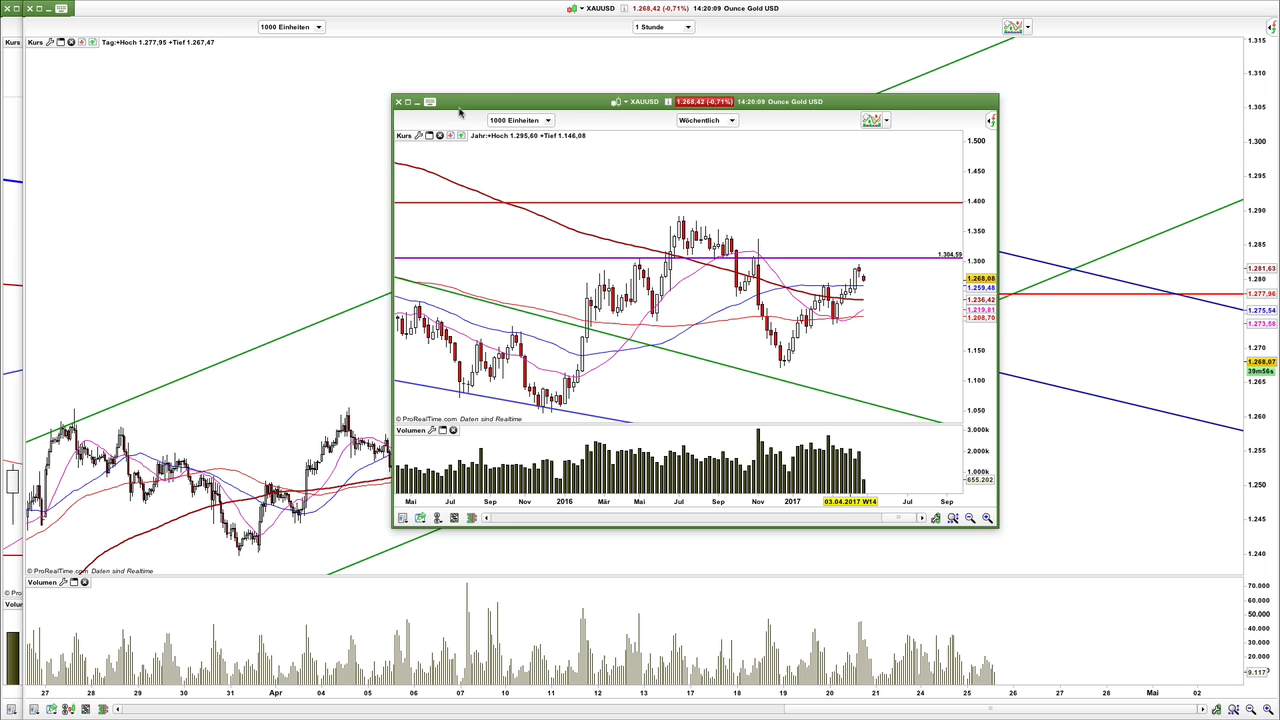 XAUUSD 1.268,42 (-0,71%) 14:20:09 Ounce Gold USD
1000 Einheiten 1 Stunde
Kurs Kurs Tag:+Hoch 1.277,95 +Tief 1.267,47
1.315
1.310
1.305
1.300
1.295
1.290
1.285
1.281,63
1.280
1.277,96
1.275,54
1.273,58
1.270
1.268,07
39m56s
1.265
1.260
1.255
1.250
1.245
1.240
XAUUSD 1.268,42 (-0,71%) 14:20:09 Ounce Gold USD
1000 Einheiten Wöchentlich
Kurs Jahr:+Hoch 1.295,60 +Tief 1.146,08
1.500
1.450
1.400
1.350
1.304,59
1.300
1.268,08
1.259,48
1.236,42
1.219,81
1.208,70
1.150
1.100
1.050
© ProRealTime.com Daten sind Realtime
Volumen
3.000k
2.000k
1.000k
655.202
Mai Jul Sep Nov 2016 Mär Mai Jul Sep Nov 2017 03.04.2017 W14 Jul Sep
© ProRealTime.com Daten sind Realtime
© Pro
Volumen
Volur
70.000
60.000
50.000
40.000
30.000
20.000
9.117
27 28 29 30 31 Apr 04 05 06 07 10 11 12 13 17 18 19 20 21 24 25 26 27 28 Mai 02